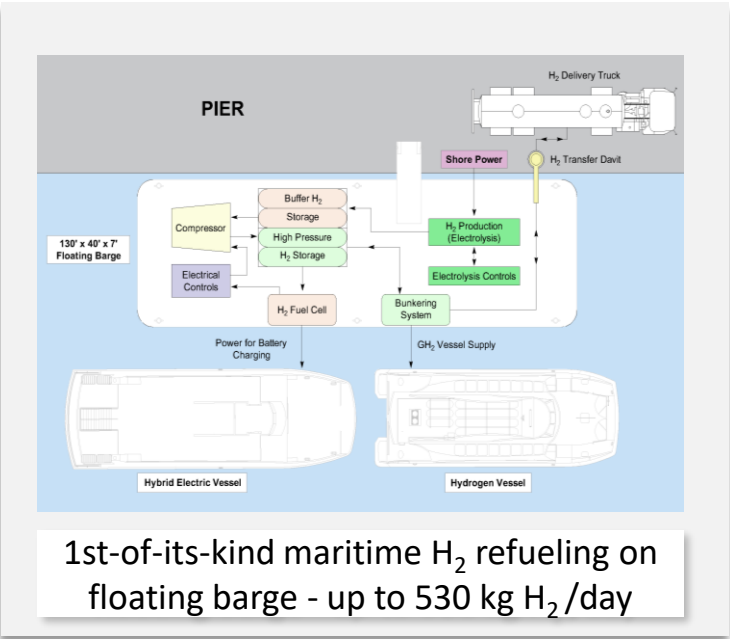 H₂ Delivery Truck
PIER
Shore Power
H₂ Transfer Davit
Buffer H₂
Storage
High Pressure
H₂ Storage
Compressor
H₂ Production
(Electrolysis)
130' x 40' x 7'
Floating Barge
Electrical
Controls
Electrolysis Controls
H₂ Fuel Cell
Bunkering
System
Power for Battery
Charging
GH₂ Vessel Supply
Hybrid Electric Vessel
Hydrogen Vessel
1st-of-its-kind maritime H₂ refueling on
floating barge - up to 530 kg H₂ /day